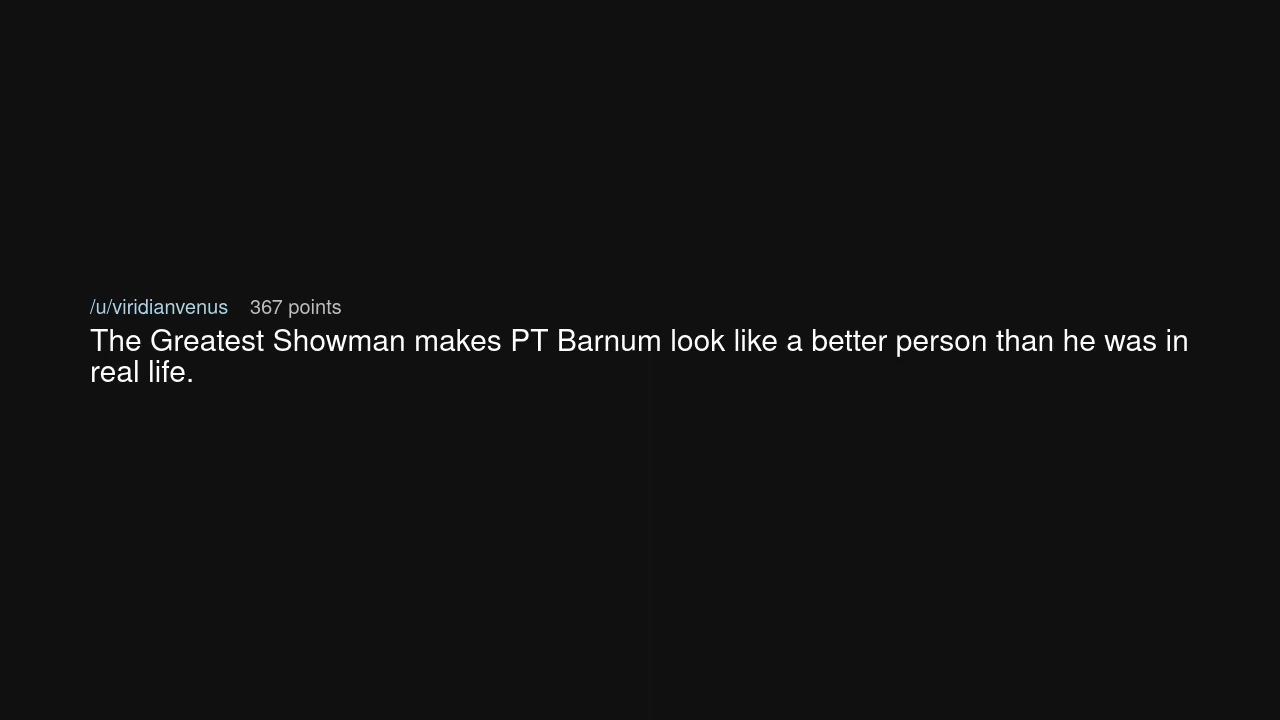 /u/viridianvenus 367 points
The Greatest Showman makes PT Barnum look like a better person than he was in
real life.